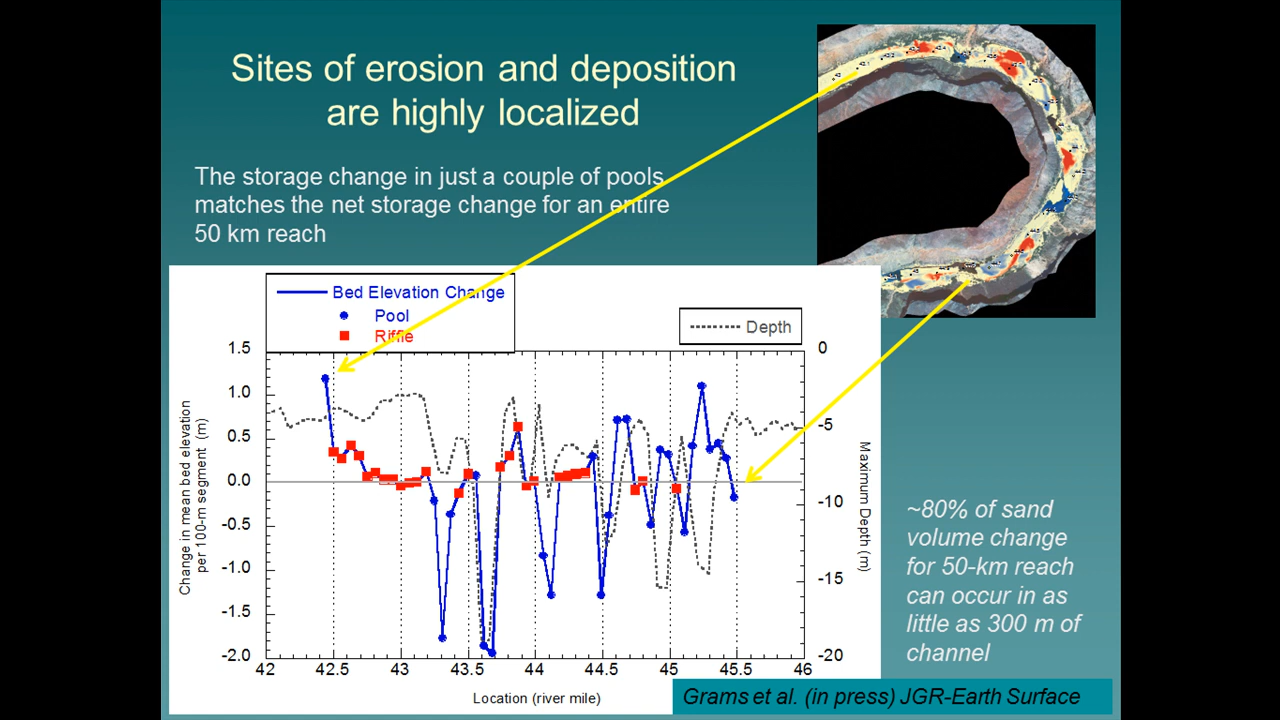 Sites of erosion and deposition
are highly localized
The storage change in just a couple of pools
matches the net storage change for an entire
50 km reach
Bed Elevation Change
Pool
Riffle
Depth
Change in mean bed elevation
per 100-m segment (m)
1.5
1.0
0.5
0.0
-0.5
-1.0
-1.5
-2.0
0
-5
-10
-15
-20
Maximum Depth (m)
42
42.5
43
43.5
44
44.5
45
45.5
46
Location (river mile)
~80% of sand
volume change
for 50-km reach
can occur in as
little as 300 m of
channel
Grams et al. (in press) JGR-Earth Surface